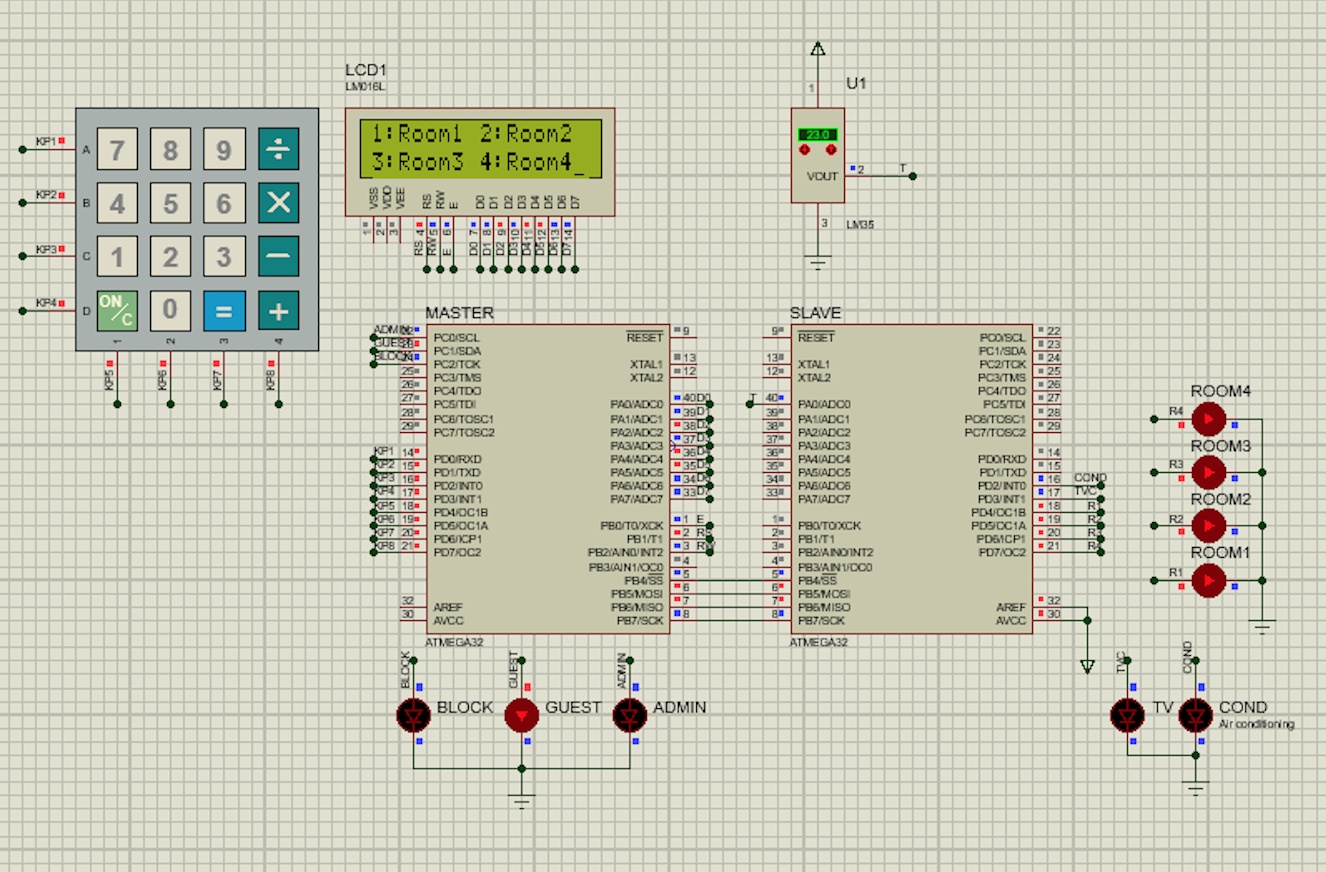 LCD1
LM016L
1:Room1 2:Room2
3:Room3 4:Room4_
VSS VDD VEE RS RW E D0 D1 D2 D3 D4 D5 D6 D7
1 2 3 4 5 6 7 8 9 10 11 12 13 14
RS RW E D0 D1 D2 D3 D4 D5 D6 D7
KP1 A 7 8 9 ÷
KP2 B 4 5 6 ×
KP3 C 1 2 3 −
KP4 D ON/C 0 = +
1 2 3 4
KP5 KP6 KP7 KP8
U1
1
23.0
VOUT 2 T
3
LM35
MASTER
ADMIN PC0/SCL RESET 9
GUEST PC1/SDA
BLOCK 24 PC2/TCK XTAL1 13
25 PC3/TMS XTAL2 12
26 PC4/TDO
27 PC5/TDI PA0/ADC0 40 D0
28 PC6/TOSC1 PA1/ADC1 39 D1
29 PC7/TOSC2 PA2/ADC2 38 D2
PA3/ADC3 37 D3
KP1 14 PD0/RXD PA4/ADC4 36 D4
KP2 15 PD1/TXD PA5/ADC5 35 D5
KP3 16 PD2/INT0 PA6/ADC6 34 D6
KP4 17 PD3/INT1 PA7/ADC7 33 D7
KP5 18 PD4/OC1B
KP6 19 PD5/OC1A PB0/T0/XCK 1 E
KP7 20 PD6/ICP1 PB1/T1 2 RS
KP8 21 PD7/OC2 PB2/AIN0/INT2 3 RW
PB3/AIN1/OC0 4
PB4/SS 5
PB5/MOSI 6
32 AREF PB6/MISO 7
30 AVCC PB7/SCK 8
ATMEGA32
SLAVE
9 RESET PC0/SCL 22
PC1/SDA 23
13 XTAL1 PC2/TCK 24
12 XTAL2 PC3/TMS 25
PC4/TDO 26
T 40 PA0/ADC0 PC5/TDI 27
39 PA1/ADC1 PC6/TOSC1 28
38 PA2/ADC2 PC7/TOSC2 29
37 PA3/ADC3
36 PA4/ADC4 PD0/RXD 14
35 PA5/ADC5 PD1/TXD 15
34 PA6/ADC6 PD2/INT0 16 COND
33 PA7/ADC7 PD3/INT1 17 TVC
PD4/OC1B 18
1 PB0/T0/XCK PD5/OC1A 19
2 PB1/T1 PD6/ICP1 20
3 PB2/AIN0/INT2 PD7/OC2 21
4 PB3/AIN1/OC0
5 PB4/SS
6 PB5/MOSI
7 PB6/MISO AREF 32
8 PB7/SCK AVCC 30
ATMEGA32
ROOM4
R4
ROOM3
R3
ROOM2
R2
ROOM1
R1
BLOCK GUEST ADMIN
BLOCK GUEST ADMIN
TVC COND
TV COND
Air conditioning